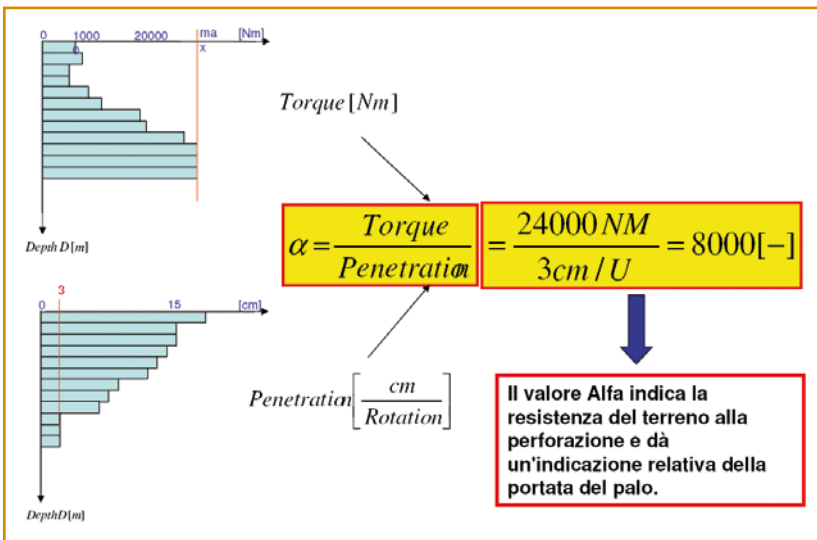 0 1000 20000 ma [Nm]
0 x
Torque [Nm]
Depth D[m]
α = Torque / Penetration = 24000 NM / 3cm / U = 8000[−]
3
0 15 [cm]
Penetration [ cm / Rotation ]
Il valore Alfa indica la
resistenza del terreno alla
perforazione e dà
un'indicazione relativa della
portata del palo.
DepthD[m]